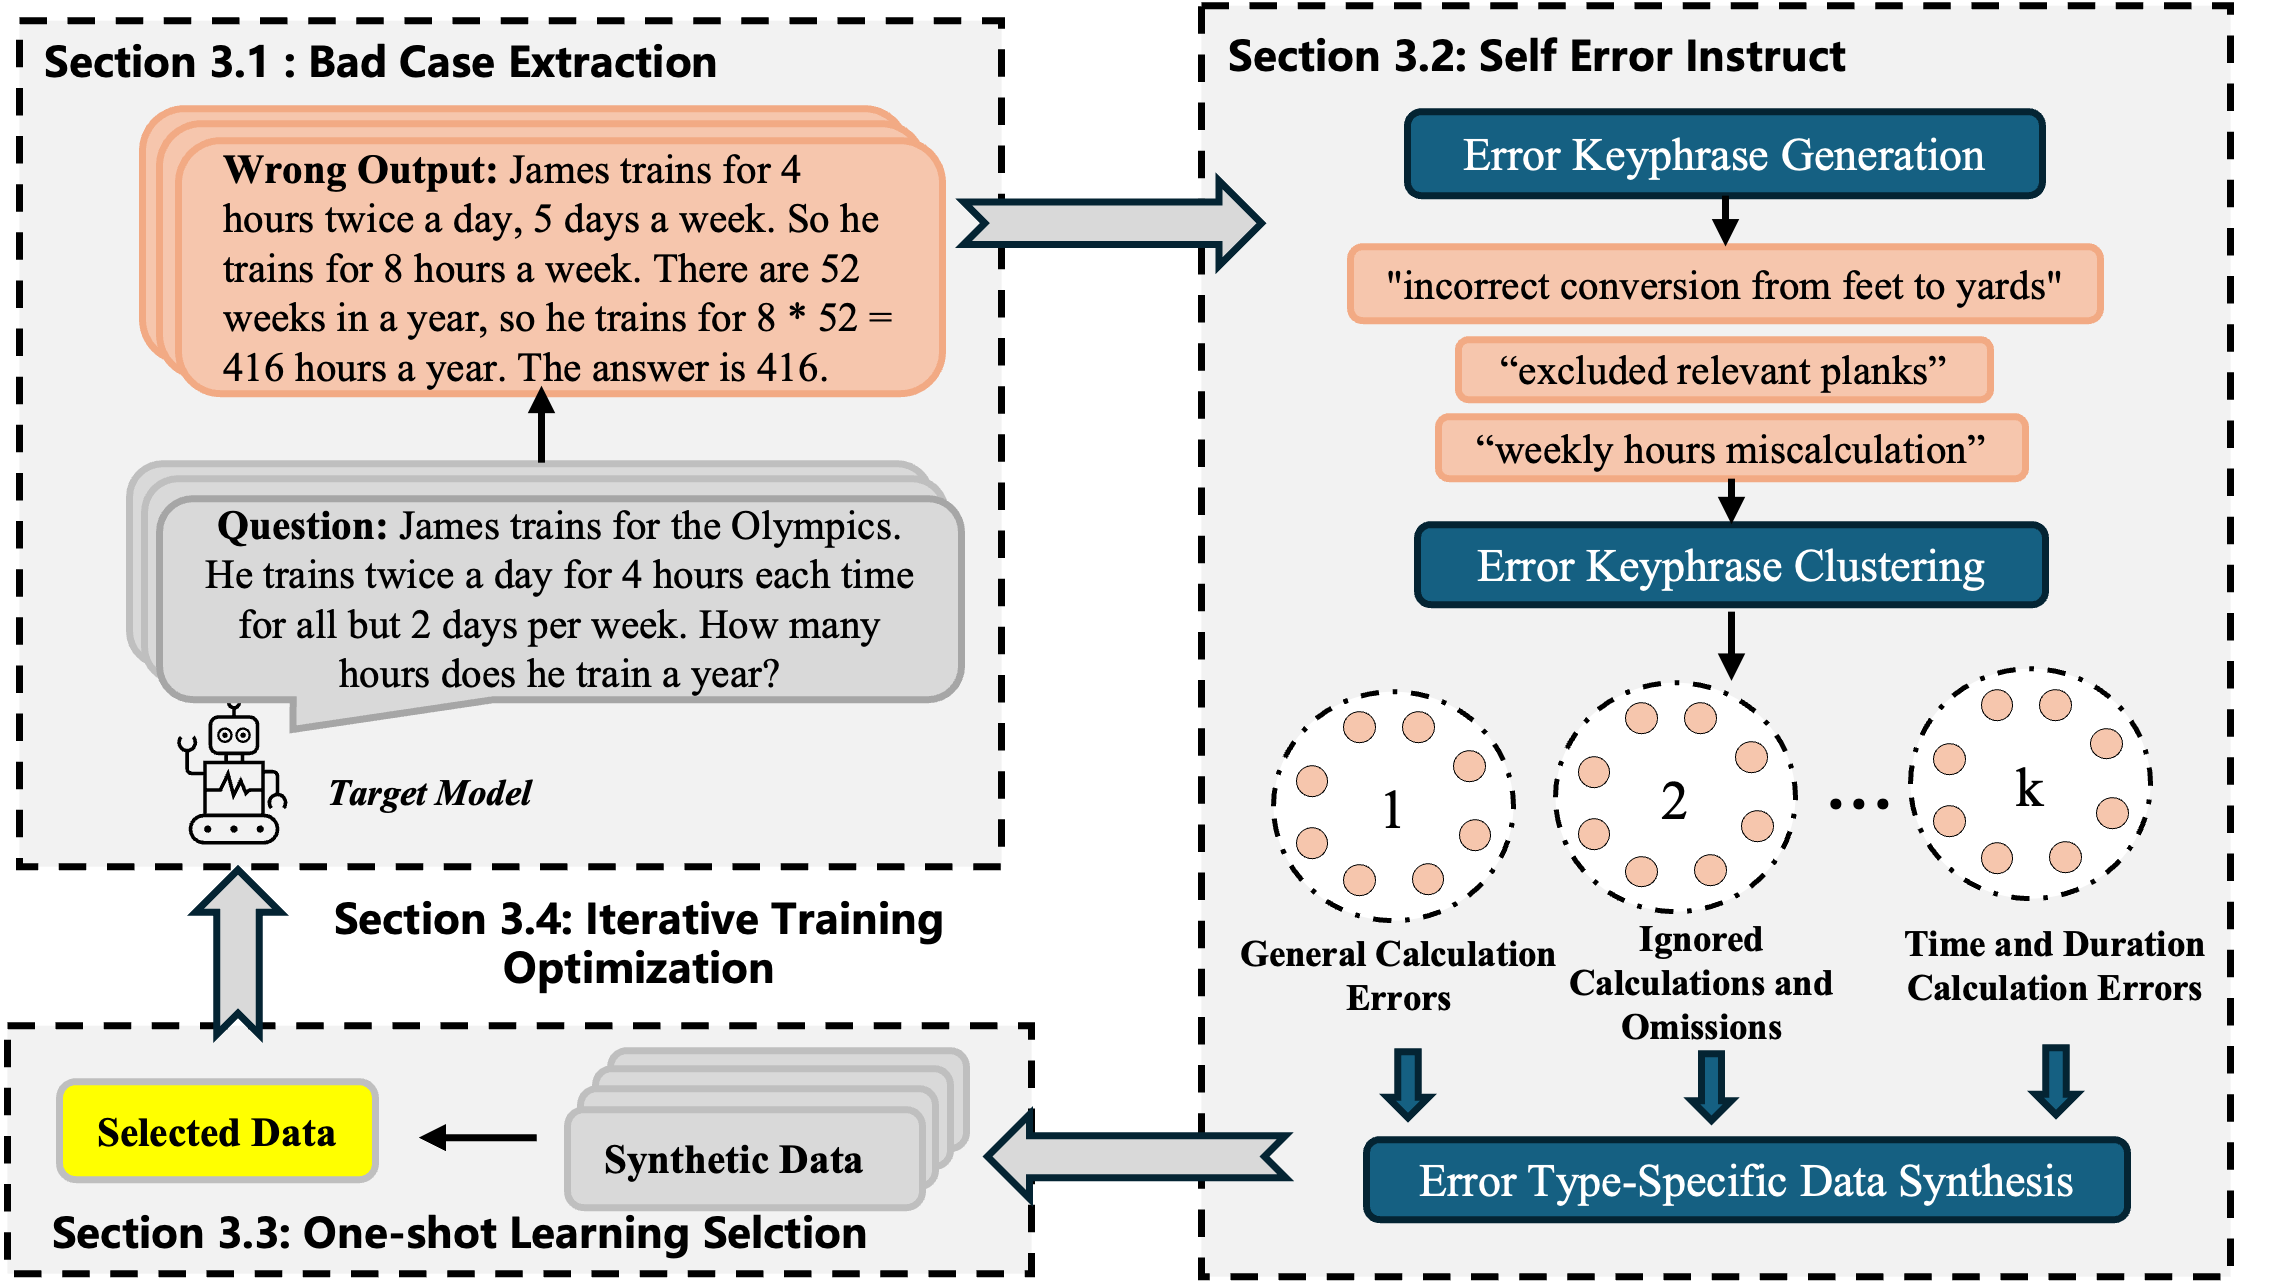 Section 3.1 : Bad Case Extraction
Wrong Output: James trains for 4
hours twice a day, 5 days a week. So he
trains for 8 hours a week. There are 52
weeks in a year, so he trains for 8 * 52 =
416 hours a year. The answer is 416.
Question: James trains for the Olympics.
He trains twice a day for 4 hours each time
for all but 2 days per week. How many
hours does he train a year?
Target Model
Section 3.2: Self Error Instruct
Error Keyphrase Generation
"incorrect conversion from feet to yards"
“excluded relevant planks”
“weekly hours miscalculation”
Error Keyphrase Clustering
1
2
...
k
General Calculation
Errors
Ignored
Calculations and
Omissions
Time and Duration
Calculation Errors
Error Type-Specific Data Synthesis
Section 3.4: Iterative Training
Optimization
Selected Data
Synthetic Data
Section 3.3: One-shot Learning Selction